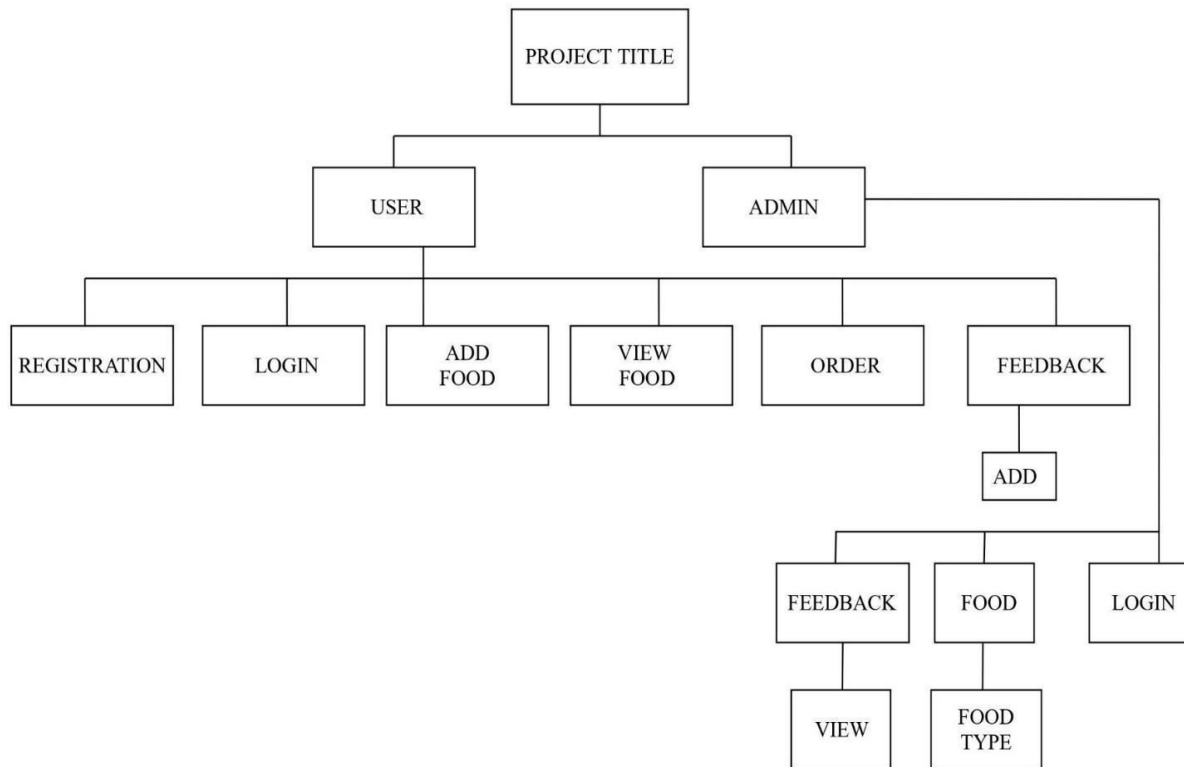 PROJECT TITLE
USER
ADMIN
REGISTRATION
LOGIN
ADD
FOOD
VIEW
FOOD
ORDER
FEEDBACK
ADD
FEEDBACK
FOOD
LOGIN
VIEW
FOOD
TYPE